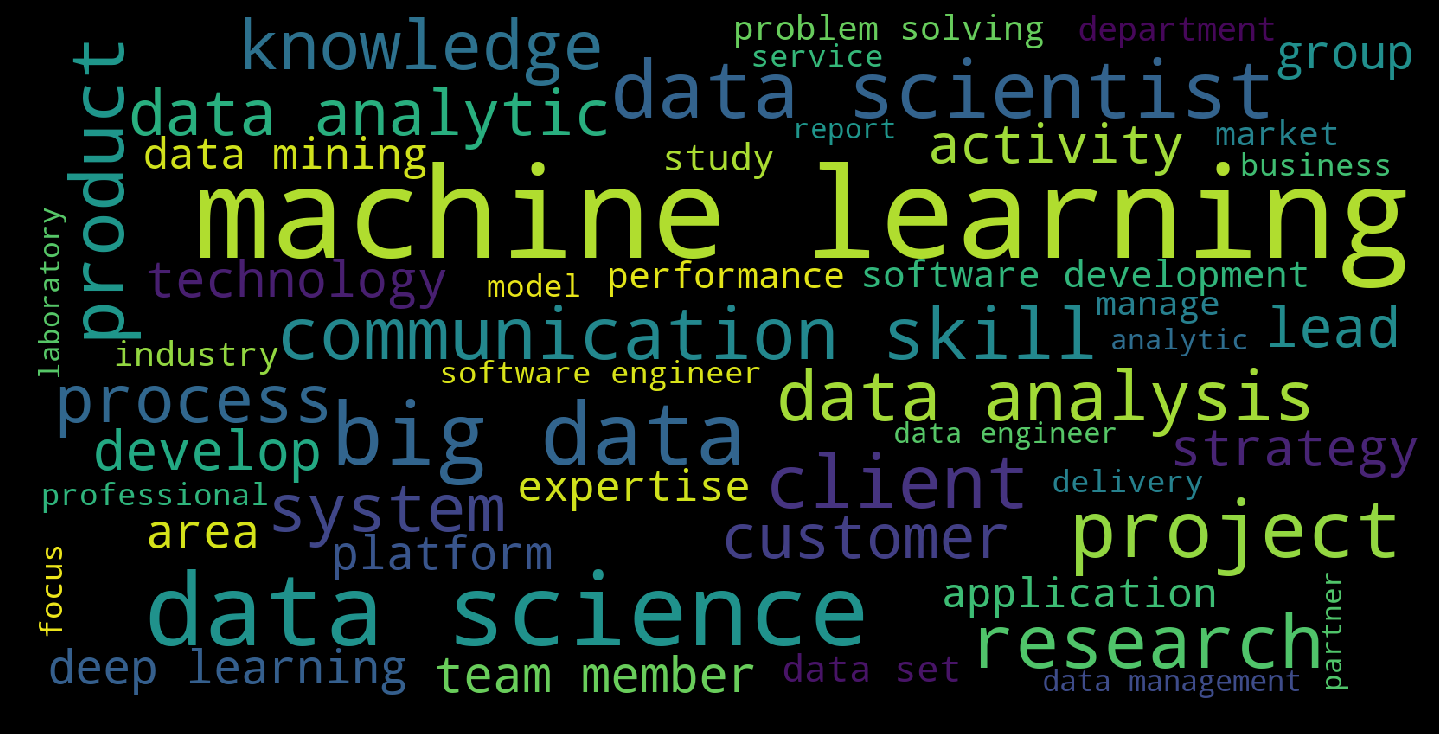 problem solving
department
knowledge
service
group
product
data scientist
data analytic
report
activity
market
data mining
study
business
machine learning
laboratory
technology
model
performance
software development
manage
communication skill
analytic
lead
industry
software engineer
process
data analysis
big data
data engineer
develop
strategy
client
professional
system
expertise
delivery
area
customer
project
platform
focus
data science
application
partner
research
deep learning
team member
data set
data management